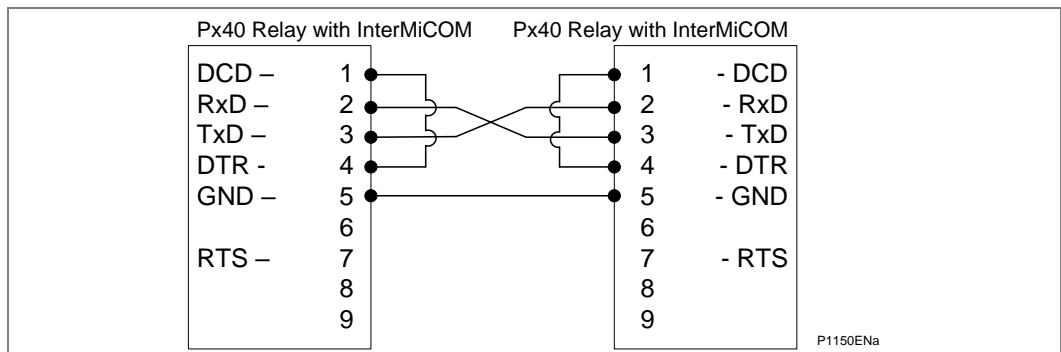 Px40 Relay with InterMiCOM Px40 Relay with InterMiCOM
DCD – 1 1 - DCD
RxD – 2 2 - RxD
TxD – 3 3 - TxD
DTR - 4 4 - DTR
GND – 5 5 - GND
6 6
RTS – 7 7 - RTS
8 8
9 9
P1150ENa